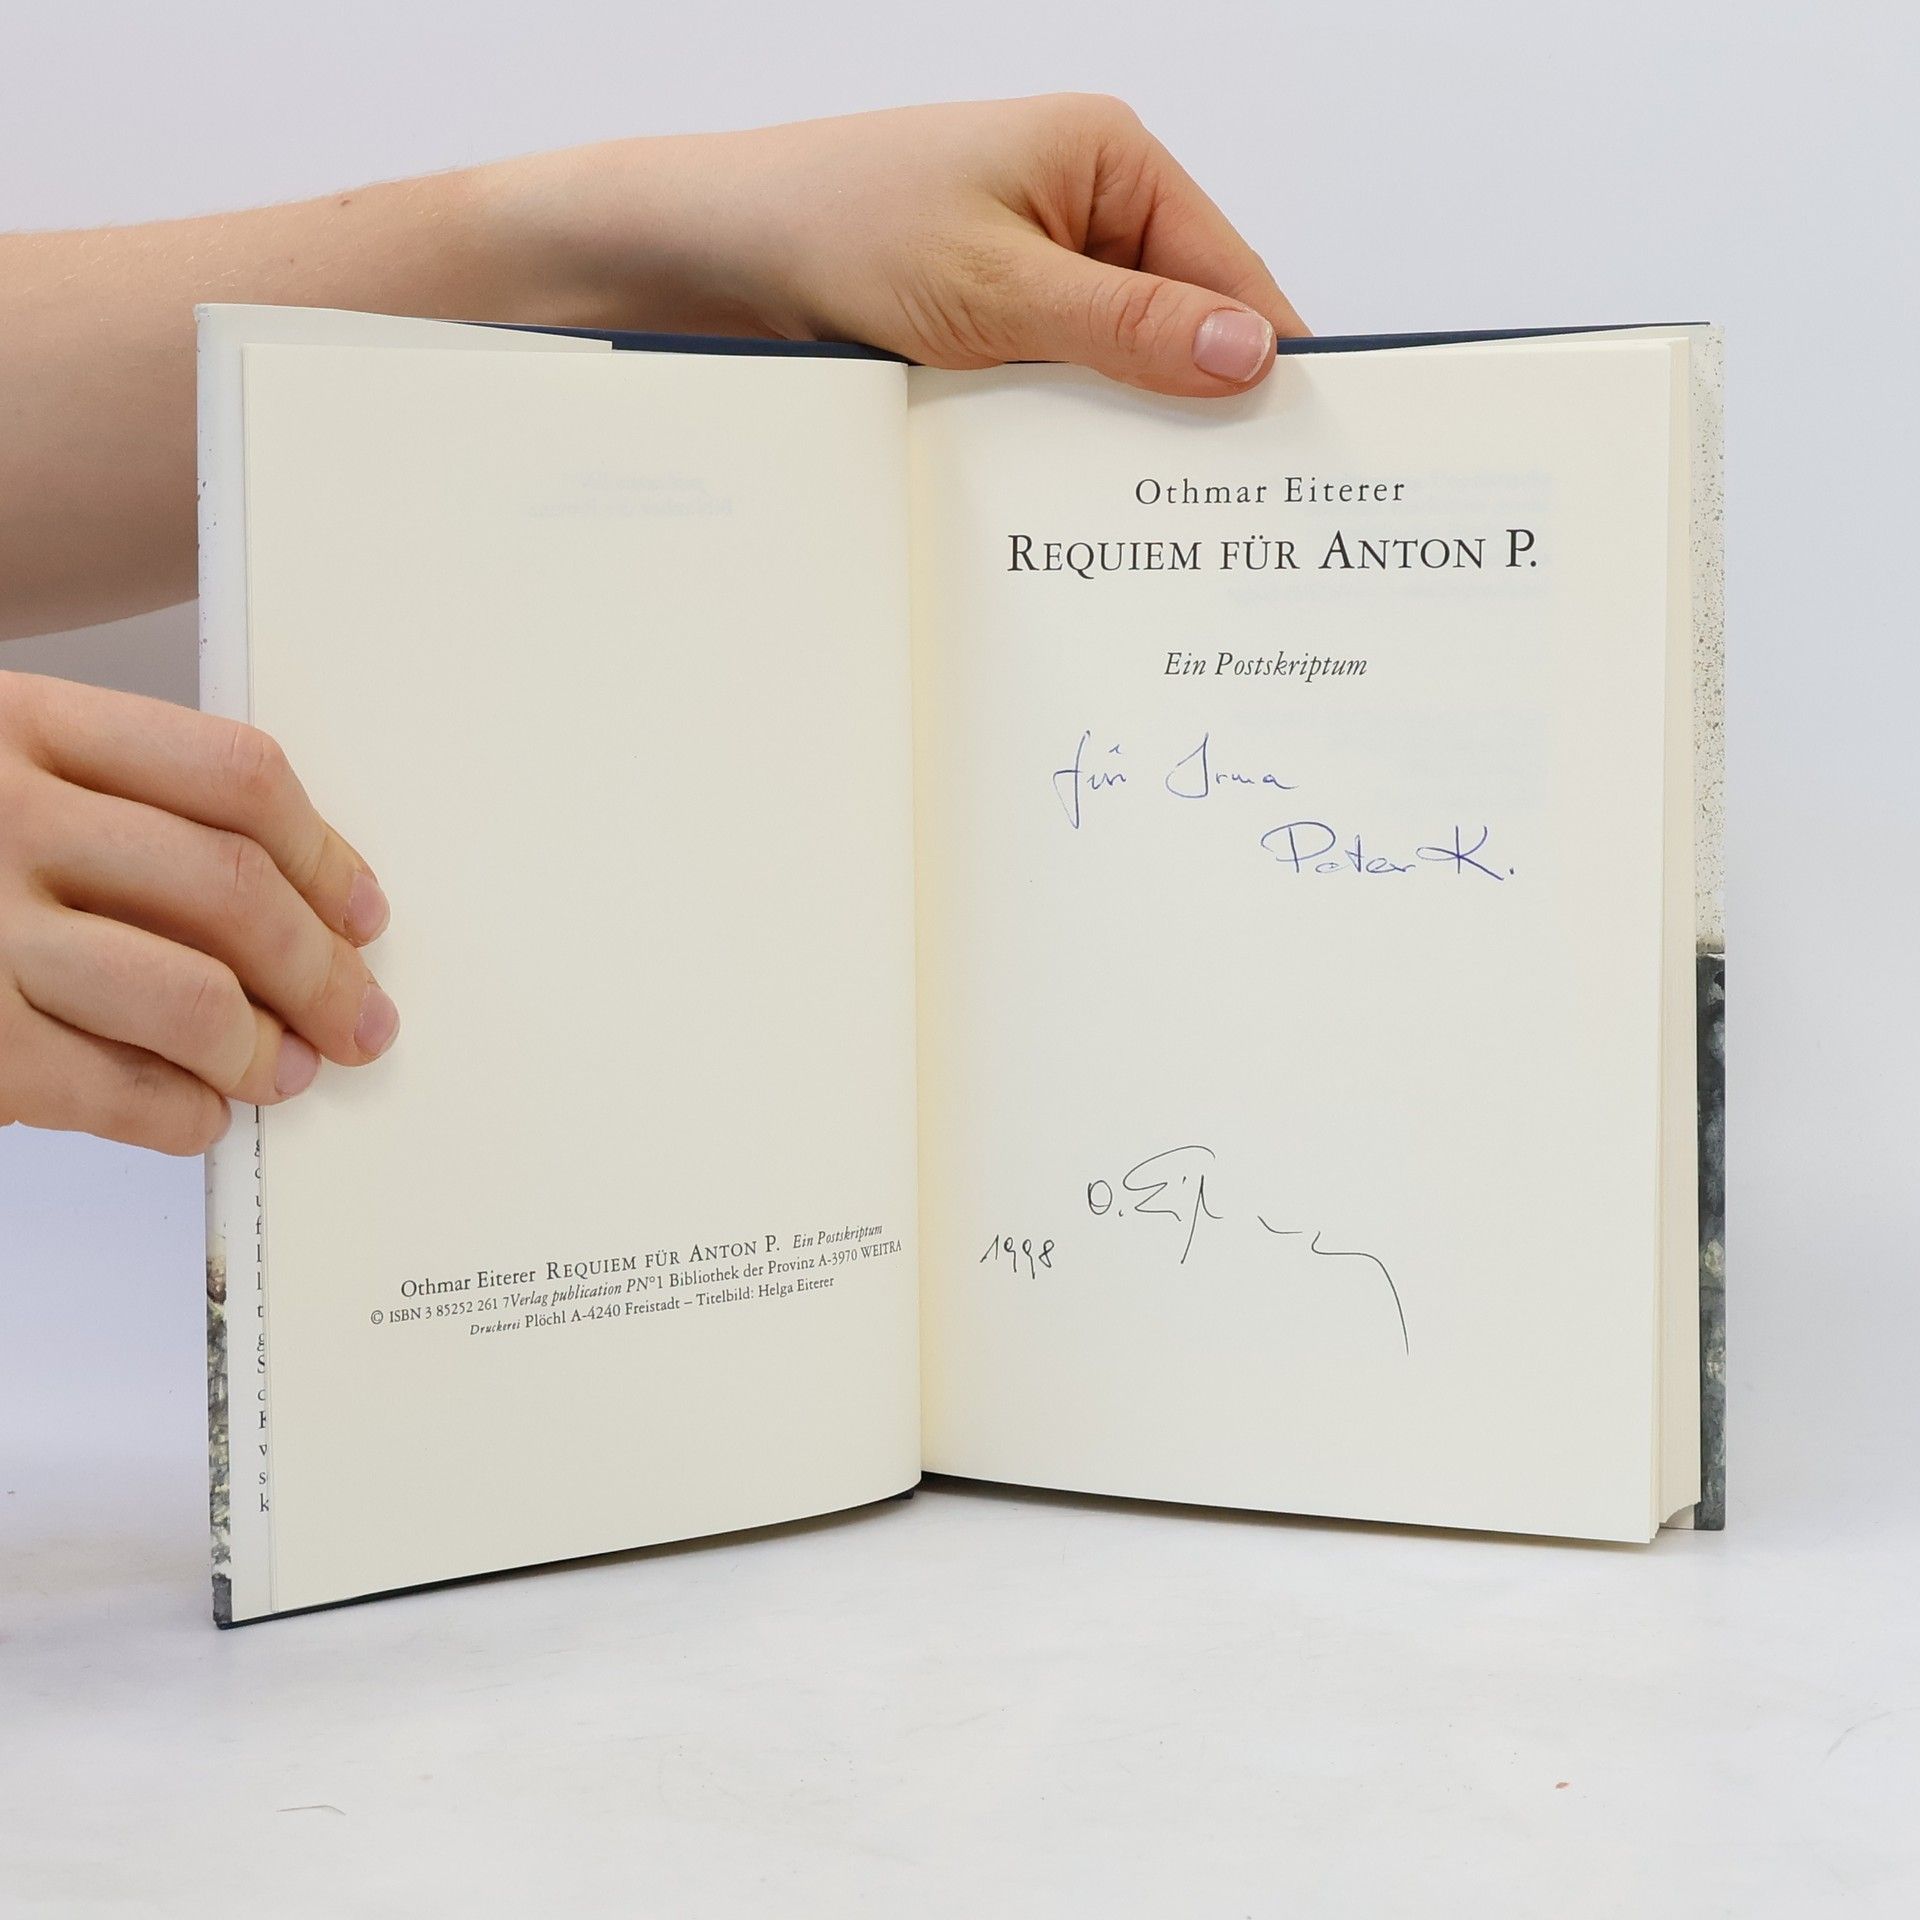 Othmar Eiterer REQUIEM FÜR ANTON P. Ein Postskriptum
© ISBN 3 85252 261 7 Verlag publication PN°1 Bibliothek der Provinz A-3970 WEITRA
Druckerei Plöchl A-4240 Freistadt – Titelbild: Helga Eiterer
Othmar Eiterer
REQUIEM FÜR ANTON P.
Ein Postskriptum
für Irma
Peter K.
O. Eiterer
1998